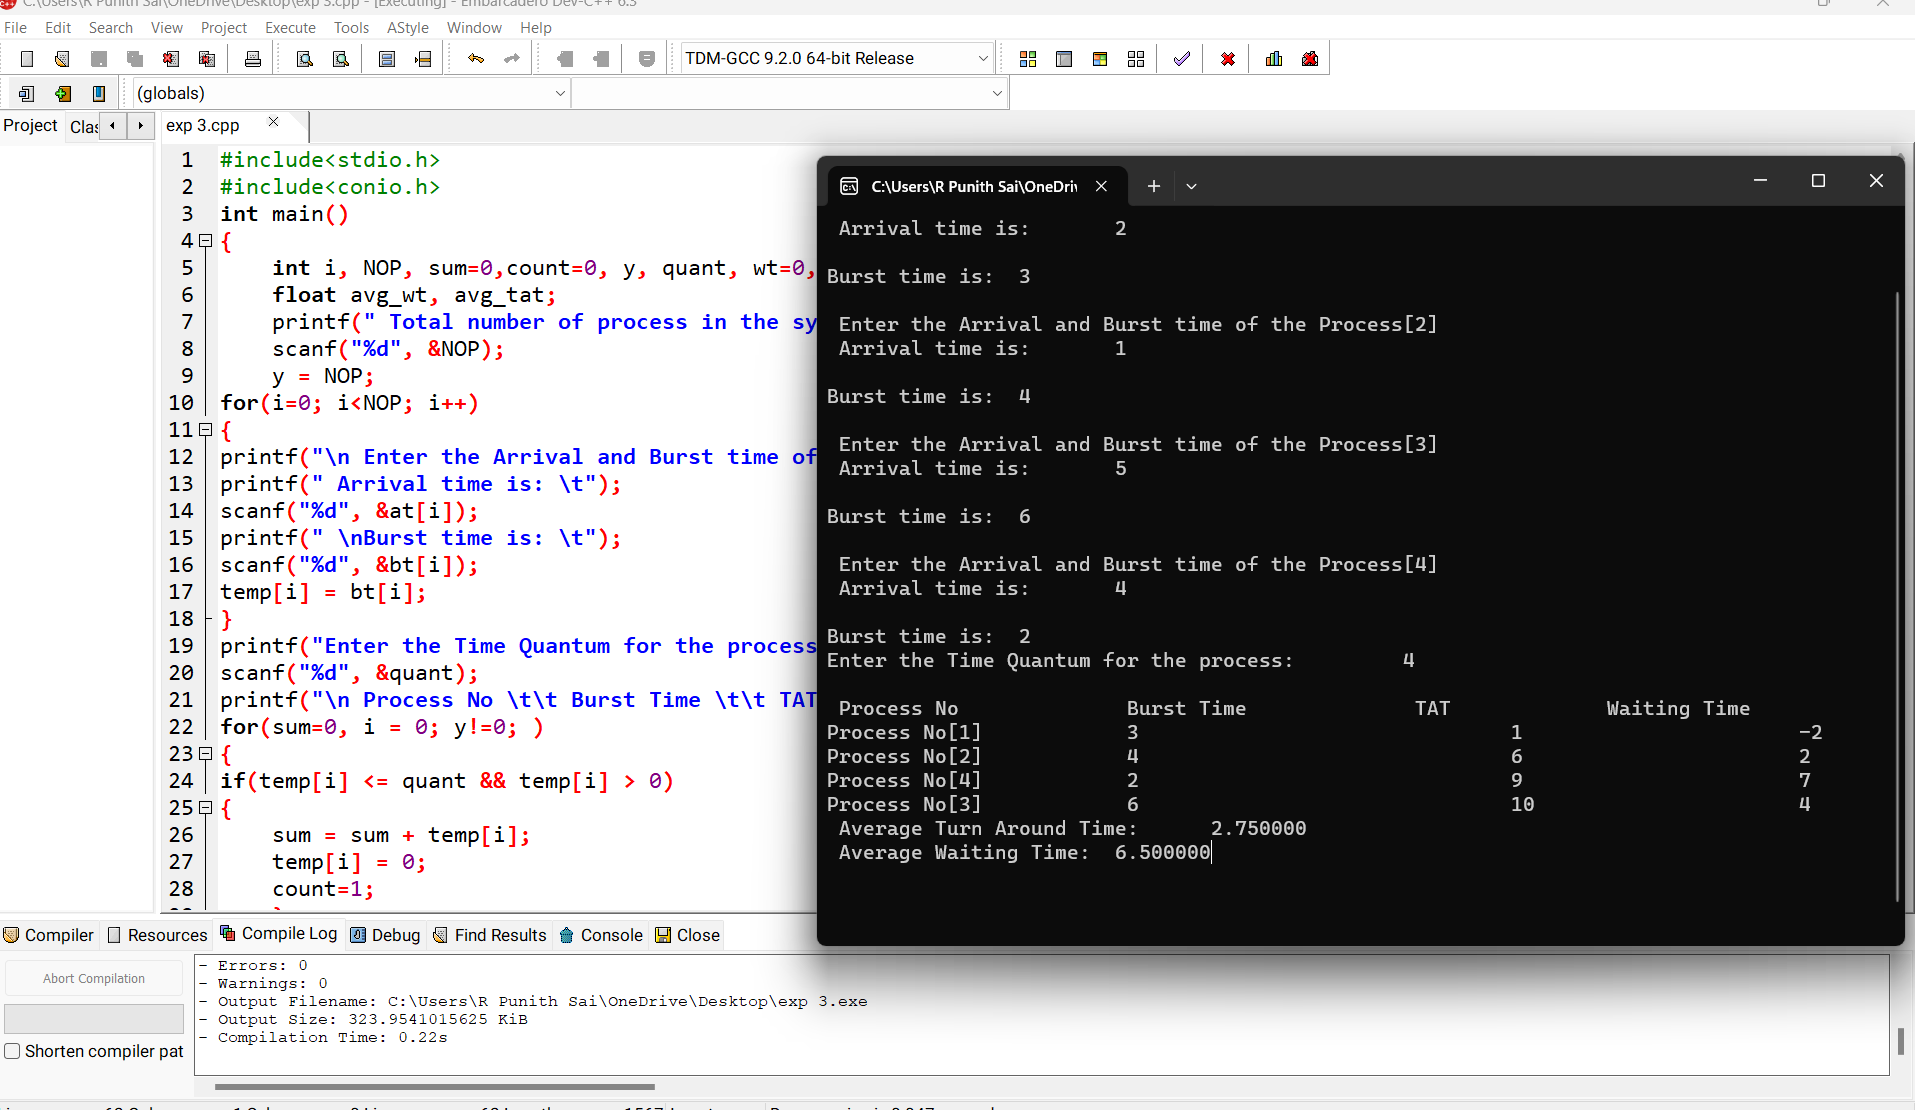 C:\Users\R Punith Sai\OneDrive\Desktop\exp 3.cpp - [Executing] - Embarcadero Dev-C++ 6.3
File Edit Search View Project Execute Tools AStyle Window Help
TDM-GCC 9.2.0 64-bit Release
(globals)
Project Clas
exp 3.cpp
1 #include<stdio.h>
2 #include<conio.h>
3 int main()
4 {
5 int i, NOP, sum=0,count=0, y, quant, wt=0,
6 float avg_wt, avg_tat;
7 printf(" Total number of process in the sy
8 scanf("%d", &NOP);
9 y = NOP;
10 for(i=0; i<NOP; i++)
11 {
12 printf("\n Enter the Arrival and Burst time of
13 printf(" Arrival time is: \t");
14 scanf("%d", &at[i]);
15 printf(" \nBurst time is: \t");
16 scanf("%d", &bt[i]);
17 temp[i] = bt[i];
18 }
19 printf("Enter the Time Quantum for the process
20 scanf("%d", &quant);
21 printf("\n Process No \t\t Burst Time \t\t TAT
22 for(sum=0, i = 0; y!=0; )
23 {
24 if(temp[i] <= quant && temp[i] > 0)
25 {
26 sum = sum + temp[i];
27 temp[i] = 0;
28 count=1;
C:\Users\R Punith Sai\OneDri
Arrival time is: 2
Burst time is: 3
Enter the Arrival and Burst time of the Process[2]
Arrival time is: 1
Burst time is: 4
Enter the Arrival and Burst time of the Process[3]
Arrival time is: 5
Burst time is: 6
Enter the Arrival and Burst time of the Process[4]
Arrival time is: 4
Burst time is: 2
Enter the Time Quantum for the process: 4
Process No Burst Time TAT Waiting Time
Process No[1] 3 1 -2
Process No[2] 4 6 2
Process No[4] 2 9 7
Process No[3] 6 10 4
Average Turn Around Time: 2.750000
Average Waiting Time: 6.500000
Compiler Resources Compile Log Debug Find Results Console Close
Abort Compilation
Shorten compiler pat
- Errors: 0
- Warnings: 0
- Output Filename: C:\Users\R Punith Sai\OneDrive\Desktop\exp 3.exe
- Output Size: 323.9541015625 KiB
- Compilation Time: 0.22s